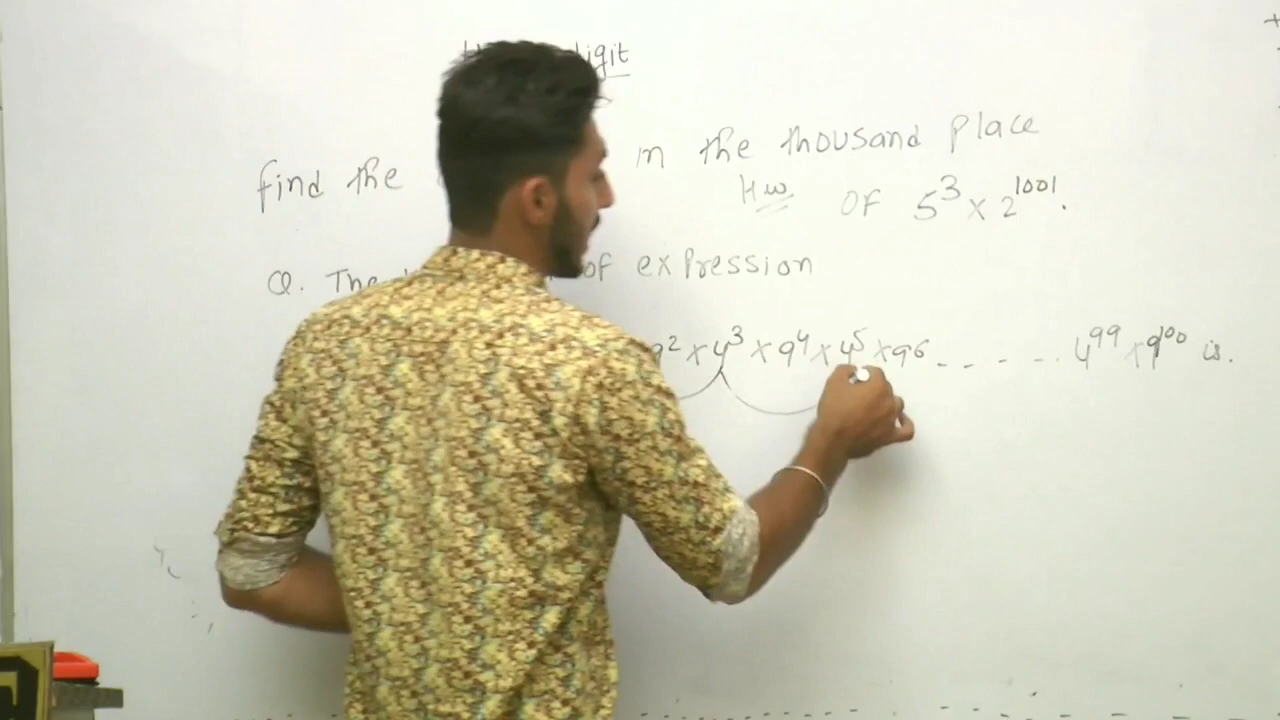 digit
find the in the thousand place
H.W. of 5³ × 2¹⁰⁰¹.
Q. The of expression
9² × 4³ × 9⁴ × 4⁵ × 9⁶ - - - - - 4⁹⁹ × 9¹⁰⁰ is.